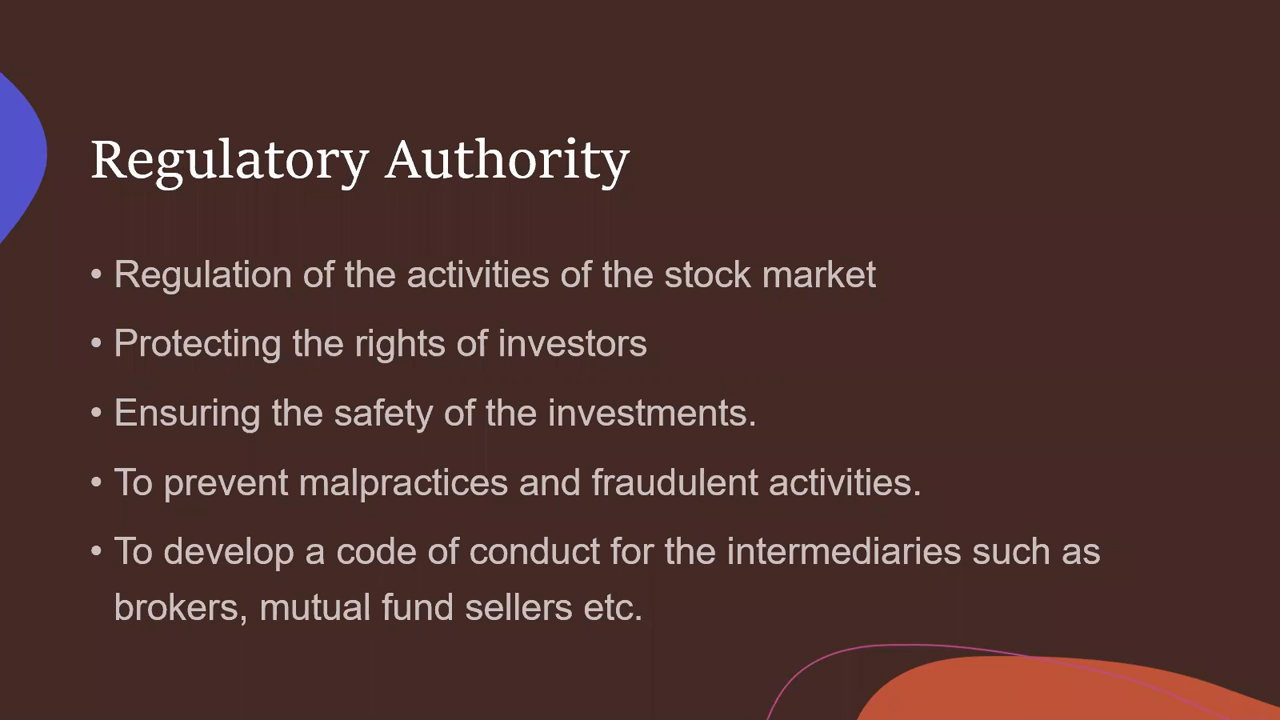 Regulatory Authority
• Regulation of the activities of the stock market
• Protecting the rights of investors
• Ensuring the safety of the investments.
• To prevent malpractices and fraudulent activities.
• To develop a code of conduct for the intermediaries such as
brokers, mutual fund sellers etc.